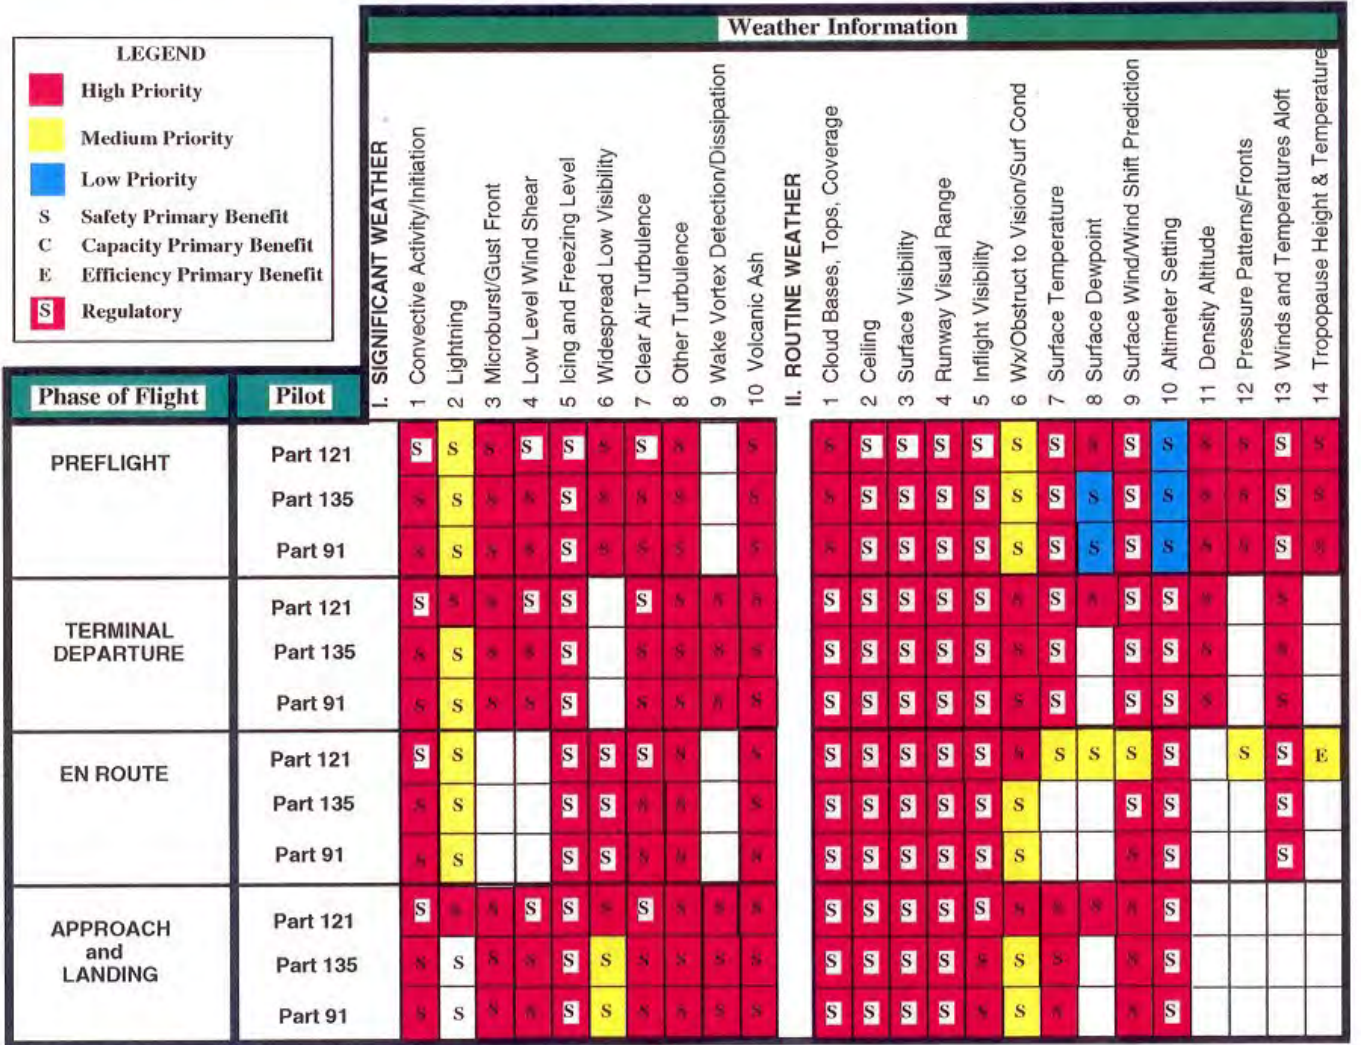 Weather Information
LEGEND
High Priority
Medium Priority
Low Priority
S Safety Primary Benefit
C Capacity Primary Benefit
E Efficiency Primary Benefit
S Regulatory
I. SIGNIFICANT WEATHER
1 Convective Activity/Initiation
2 Lightning
3 Microburst/Gust Front
4 Low Level Wind Shear
5 Icing and Freezing Level
6 Widespread Low Visibility
7 Clear Air Turbulence
8 Other Turbulence
9 Wake Vortex Detection/Dissipation
10 Volcanic Ash
II. ROUTINE WEATHER
1 Cloud Bases, Tops, Coverage
2 Ceiling
3 Surface Visibility
4 Runway Visual Range
5 Inflight Visibility
6 Wx/Obstruct to Vision/Surf Cond
7 Surface Temperature
8 Surface Dewpoint
9 Surface Wind/Wind Shift Prediction
10 Altimeter Setting
11 Density Altitude
12 Pressure Patterns/Fronts
13 Winds and Temperatures Aloft
14 Tropopause Height & Temperature
Phase of Flight Pilot
PREFLIGHT
Part 121 S S S S S S S S S S S S S S S S S S S S S S S
Part 135 S S S S S S S S S S S S S S S S S S S S S S S
Part 91 S S S S S S S S S S S S S S S S S S S S S S S
TERMINAL
DEPARTURE
Part 121 S S S S S S S S S S S S S S S S S S S S S
Part 135 S S S S S S S S S S S S S S S S S S S S
Part 91 S S S S S S S S S S S S S S S S S S S S
EN ROUTE
Part 121 S S S S S S S S S S S S S S S S S S S E
Part 135 S S S S S S S S S S S S S S S S
Part 91 S S S S S S S S S S S S S S S S
APPROACH
and
LANDING
Part 121 S S S S S S S S S S S S S S S S S S S S
Part 135 S S S S S S S S S S S S S S S S S S S
Part 91 S S S S S S S S S S S S S S S S S S S